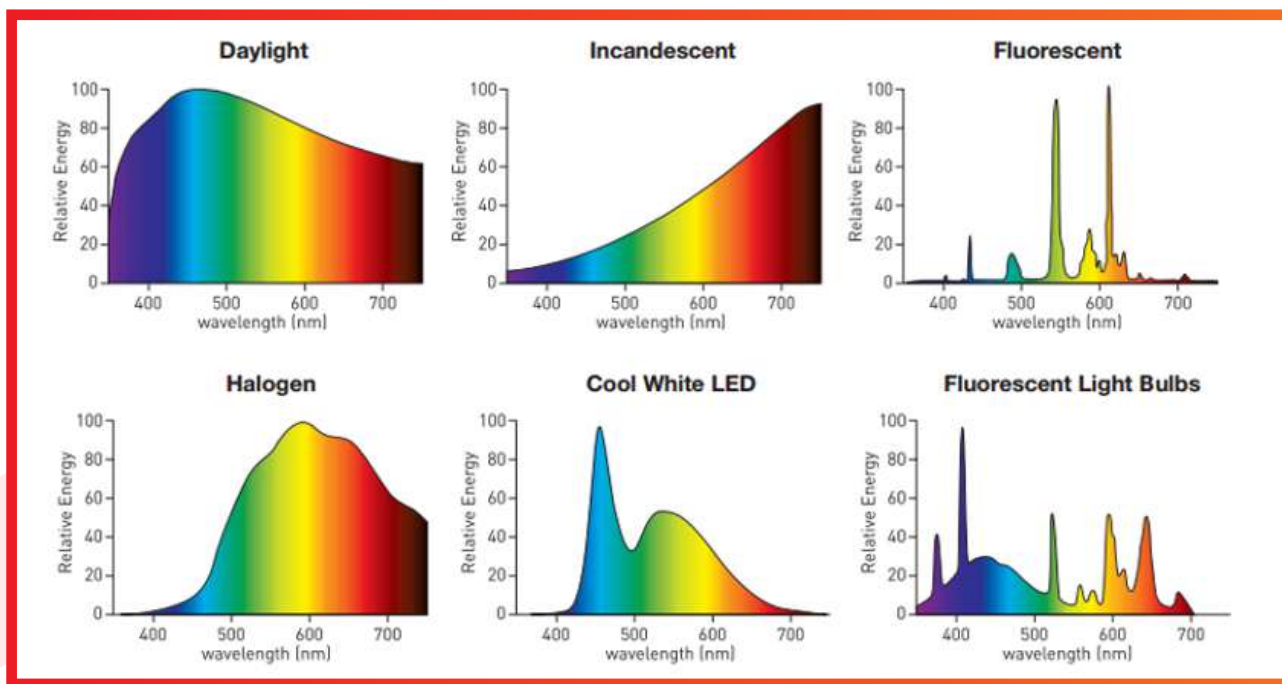 Daylight
Relative Energy
100
80
60
40
20
0
400 500 600 700
wavelength (nm)
Incandescent
Relative Energy
100
80
60
40
20
0
400 500 600 700
wavelength (nm)
Fluorescent
Relative Energy
100
80
60
40
20
0
400 500 600 700
wavelength (nm)
Halogen
Relative Energy
100
80
60
40
20
0
400 500 600 700
wavelength (nm)
Cool White LED
Relative Energy
100
80
60
40
20
0
400 500 600 700
wavelength (nm)
Fluorescent Light Bulbs
Relative Energy
100
80
60
40
20
0
400 500 600 700
wavelength (nm)